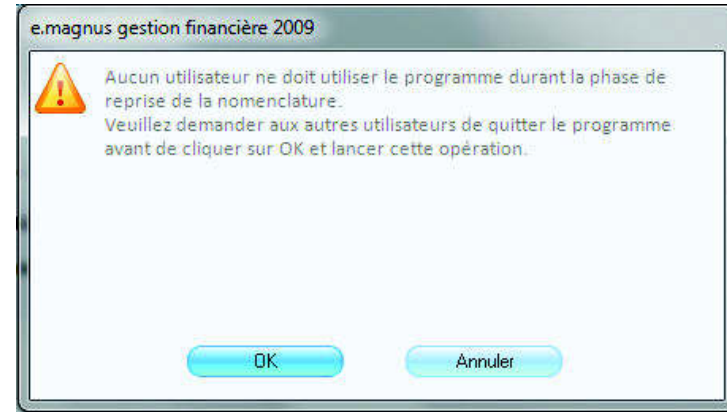 e.magnus gestion financière 2009
Aucun utilisateur ne doit utiliser le programme durant la phase de
reprise de la nomenclature.
Veuillez demander aux autres utilisateurs de quitter le programme
avant de cliquer sur OK et lancer cette opération.
OK
Annuler